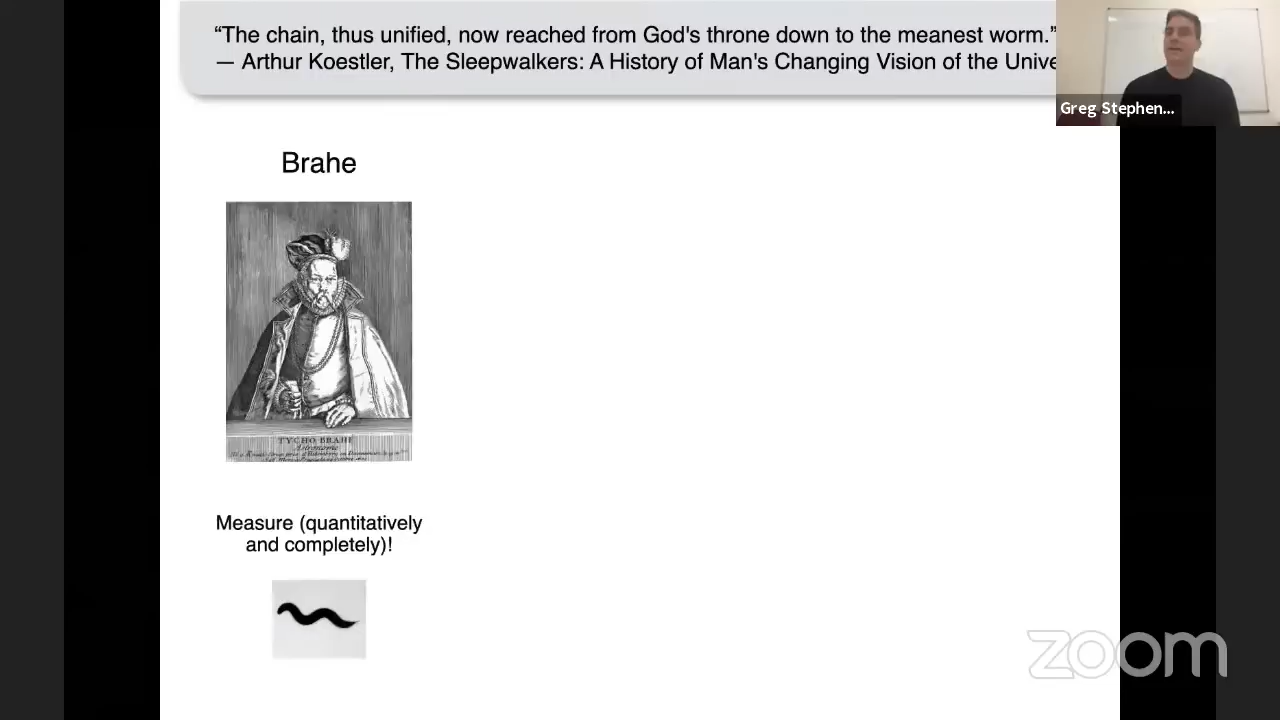 “The chain, thus unified, now reached from God's throne down to the meanest worm.”
— Arthur Koestler, The Sleepwalkers: A History of Man's Changing Vision of the Unive
Greg Stephen...
Brahe
TYCHO BRAHE
Measure (quantitatively
and completely)!
zoom